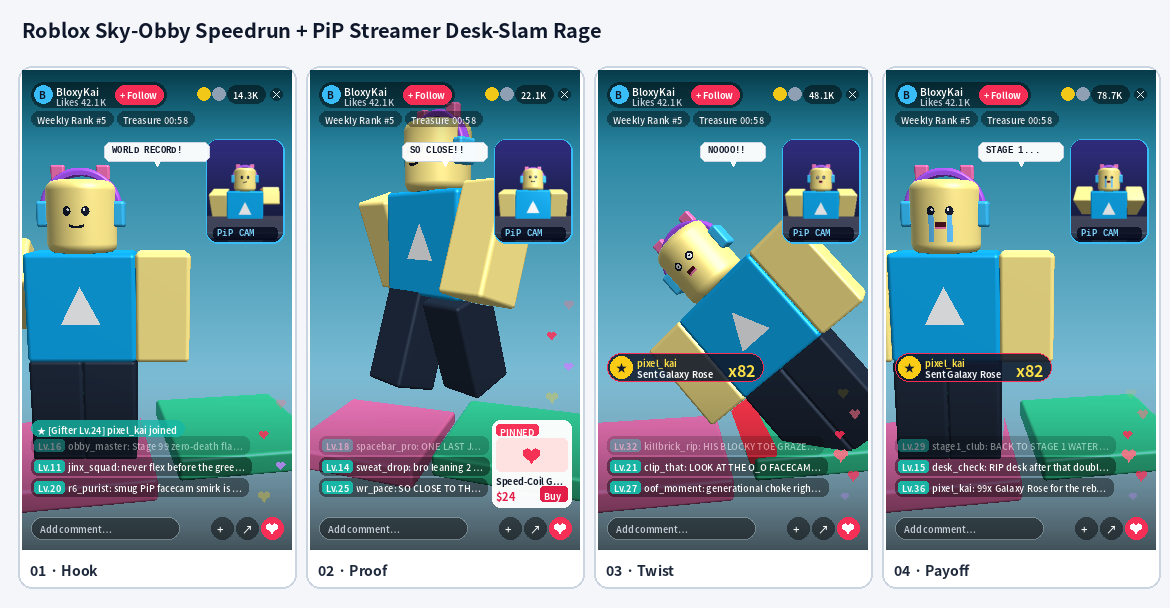 Roblox Sky-Obby Speedrun + PiP Streamer Desk-Slam Rage
B BloxyKai
Likes 42.1K
+ Follow
14.3K
Weekly Rank #5
Treasure 00:58
WORLD RECORD!
PiP CAM
★ [Gifter Lv.24] pixel_kai joined
Lv.16 obby_master: Stage 99 zero-death fla...
Lv.11 jinx_squad: never flex before the gree...
Lv.20 r6_purist: smug PiP facecam smirk is ...
Add comment...
01 · Hook
B BloxyKai
Likes 42.1K
+ Follow
22.1K
Weekly Rank #5
Treasure 00:58
SO CLOSE!!
PiP CAM
Lv.18 spacebar_pro: ONE LAST J...
Lv.14 sweat_drop: bro leaning 2 ...
Lv.25 wr_pace: SO CLOSE TO TH...
PINNED
Speed-Coil G...
$24
Buy
Add comment...
02 · Proof
B BloxyKai
Likes 42.1K
+ Follow
48.1K
Weekly Rank #5
Treasure 00:58
NOOOO!!
PiP CAM
pixel_kai
Sent Galaxy Rose
x82
Lv.32 killbrick_rip: HIS BLOCKY TOE GRAZE...
Lv.21 clip_that: LOOK AT THE O_O FACECAM...
Lv.27 oof_moment: generational choke righ...
Add comment...
03 · Twist
B BloxyKai
Likes 42.1K
+ Follow
78.7K
Weekly Rank #5
Treasure 00:58
STAGE 1...
PiP CAM
pixel_kai
Sent Galaxy Rose
x82
Lv.29 stage1_club: BACK TO STAGE 1 WATER...
Lv.15 desk_check: RIP desk after that doubl...
Lv.36 pixel_kai: 99x Galaxy Rose for the reb...
Add comment...
04 · Payoff